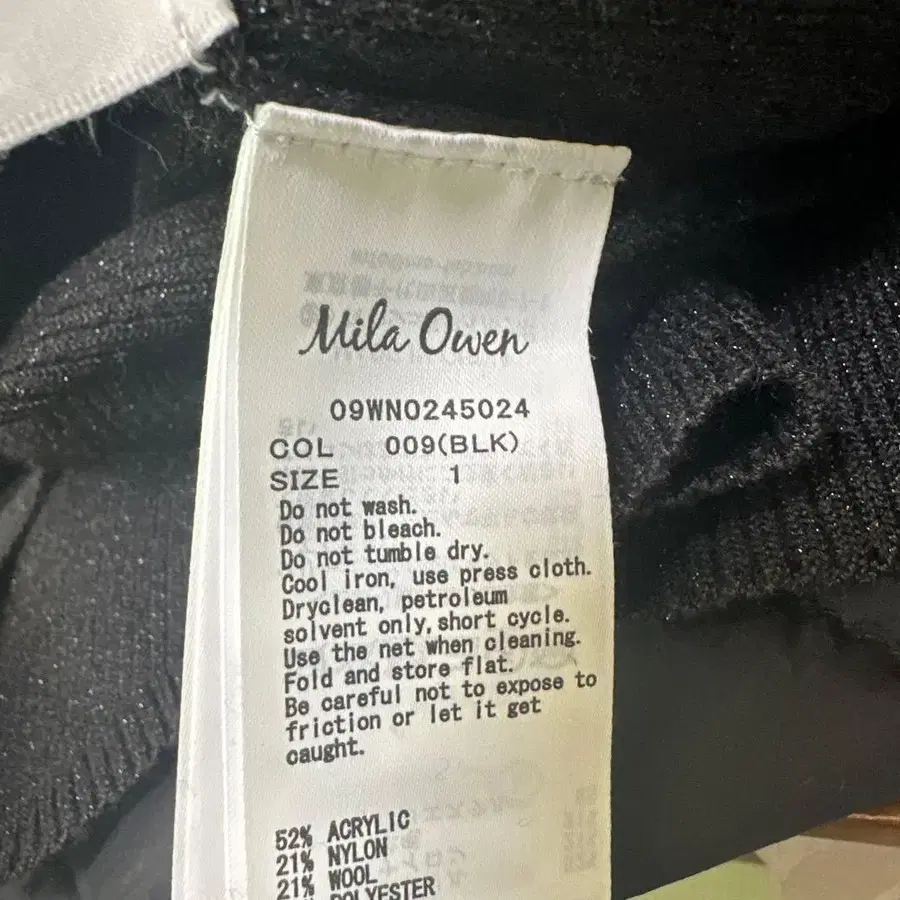 Mila Owen
09WNO245024
COL 009(BLK)
SIZE 1
Do not wash.
Do not bleach.
Do not tumble dry.
Cool iron, use press cloth.
Dryclean, petroleum
solvent only,short cycle.
Use the net when cleaning.
Fold and store flat.
Be careful not to expose to
friction or let it get
caught.
52% ACRYLIC
21% NYLON
21% WOOL
POLYESTER